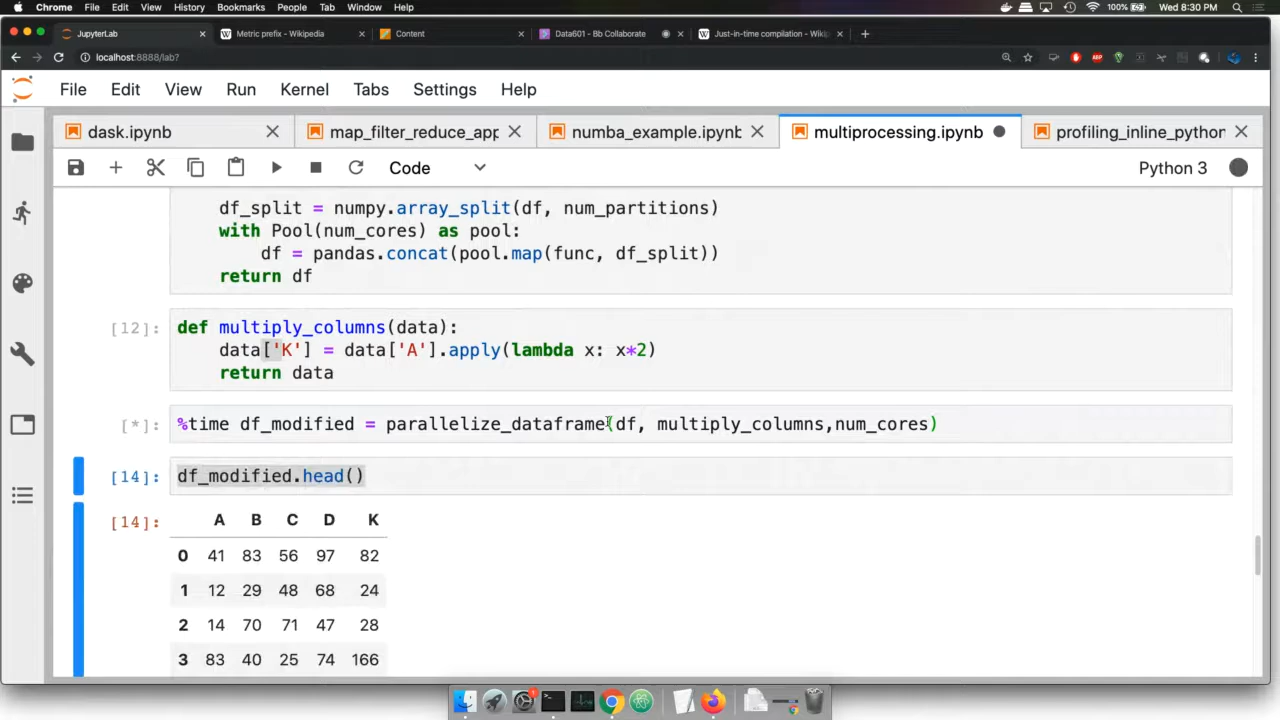 Chrome File Edit View History Bookmarks People Tab Window Help 100% Wed 8:30 PM
JupyterLab Metric prefix - Wikipedia Content Data601 - Bb Collaborate Just-in-time compilation - Wiki
localhost:8888/lab?
File Edit View Run Kernel Tabs Settings Help
dask.ipynb map_filter_reduce_app numba_example.ipynb multiprocessing.ipynb profiling_inline_python
Code Python 3
df_split = numpy.array_split(df, num_partitions)
with Pool(num_cores) as pool:
df = pandas.concat(pool.map(func, df_split))
return df
[12]: def multiply_columns(data):
data['K'] = data['A'].apply(lambda x: x*2)
return data
[*]: %time df_modified = parallelize_dataframe(df, multiply_columns,num_cores)
[14]: df_modified.head()
[14]: A B C D K
0 41 83 56 97 82
1 12 29 48 68 24
2 14 70 71 47 28
3 83 40 25 74 166